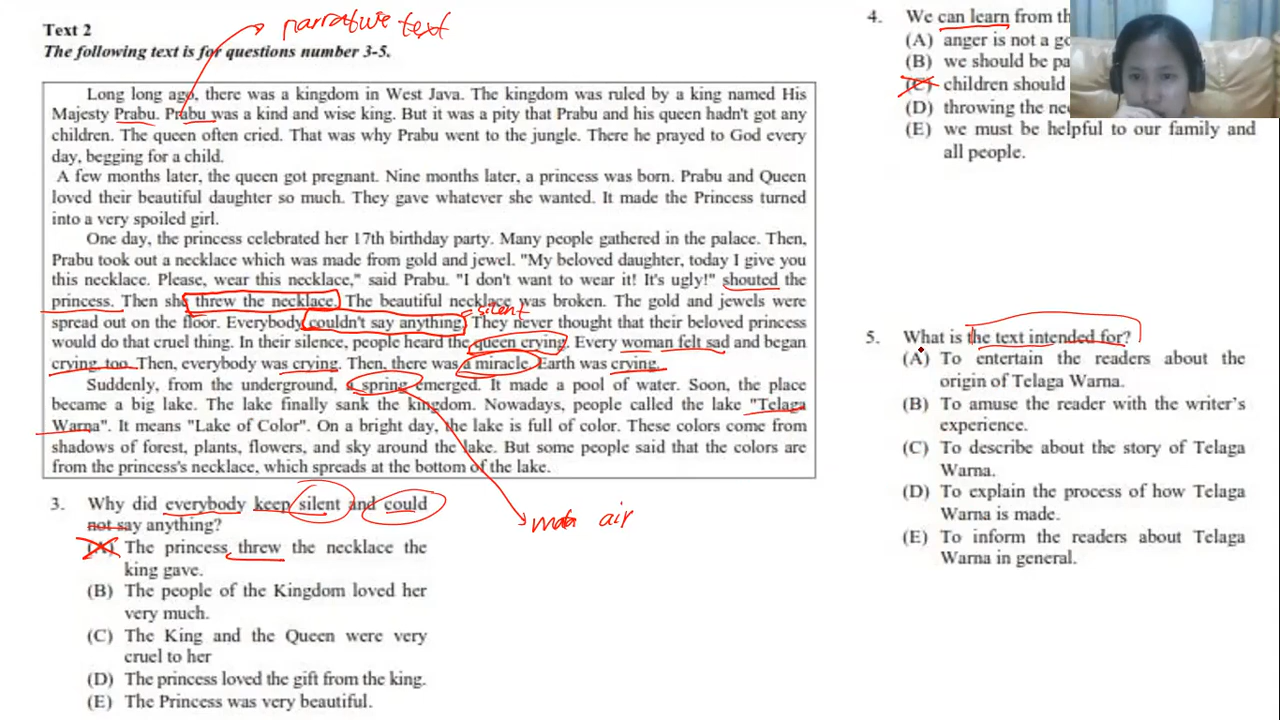 Text 2
narrative text
The following text is for questions number 3-5.
Long long ago, there was a kingdom in West Java. The kingdom was ruled by a king named His
Majesty Prabu. Prabu was a kind and wise king. But it was a pity that Prabu and his queen hadn't got any
children. The queen often cried. That was why Prabu went to the jungle. There he prayed to God every
day, begging for a child.
A few months later, the queen got pregnant. Nine months later, a princess was born. Prabu and Queen
loved their beautiful daughter so much. They gave whatever she wanted. It made the Princess turned
into a very spoiled girl.
One day, the princess celebrated her 17th birthday party. Many people gathered in the palace. Then,
Prabu took out a necklace which was made from gold and jewel. "My beloved daughter, today I give you
this necklace. Please, wear this necklace," said Prabu. "I don't want to wear it! It's ugly!" shouted the
princess. Then she threw the necklace. The beautiful necklace was broken. The gold and jewels were
=silent
spread out on the floor. Everybody couldn't say anything. They never thought that their beloved princess
would do that cruel thing. In their silence, people heard the queen crying. Every woman felt sad and began
crying too. Then, everybody was crying. Then, there was a miracle. Earth was crying.
Suddenly, from the underground, a spring emerged. It made a pool of water. Soon, the place
became a big lake. The lake finally sank the kingdom. Nowadays, people called the lake "Telaga
Warna". It means "Lake of Color". On a bright day, the lake is full of color. These colors come from
shadows of forest, plants, flowers, and sky around the lake. But some people said that the colors are
from the princess's necklace, which spreads at the bottom of the lake.
air
3. Why did everybody keep silent and could
not say anything?
(A) The princess threw the necklace the
king gave.
(B) The people of the Kingdom loved her
very much.
(C) The King and the Queen were very
cruel to her
(D) The princess loved the gift from the king.
(E) The Princess was very beautiful.
4. We can learn from
(A) anger is not a
(B) we should be
(C) children should
(D) throwing the
(E) we must be helpful to our family and
all people.
5. What is the text intended for?
(A) To entertain the readers about the
origin of Telaga Warna.
(B) To amuse the reader with the writer's
experience.
(C) To describe about the story of Telaga
Warna.
(D) To explain the process of how Telaga
Warna is made.
(E) To inform the readers about Telaga
Warna in general.